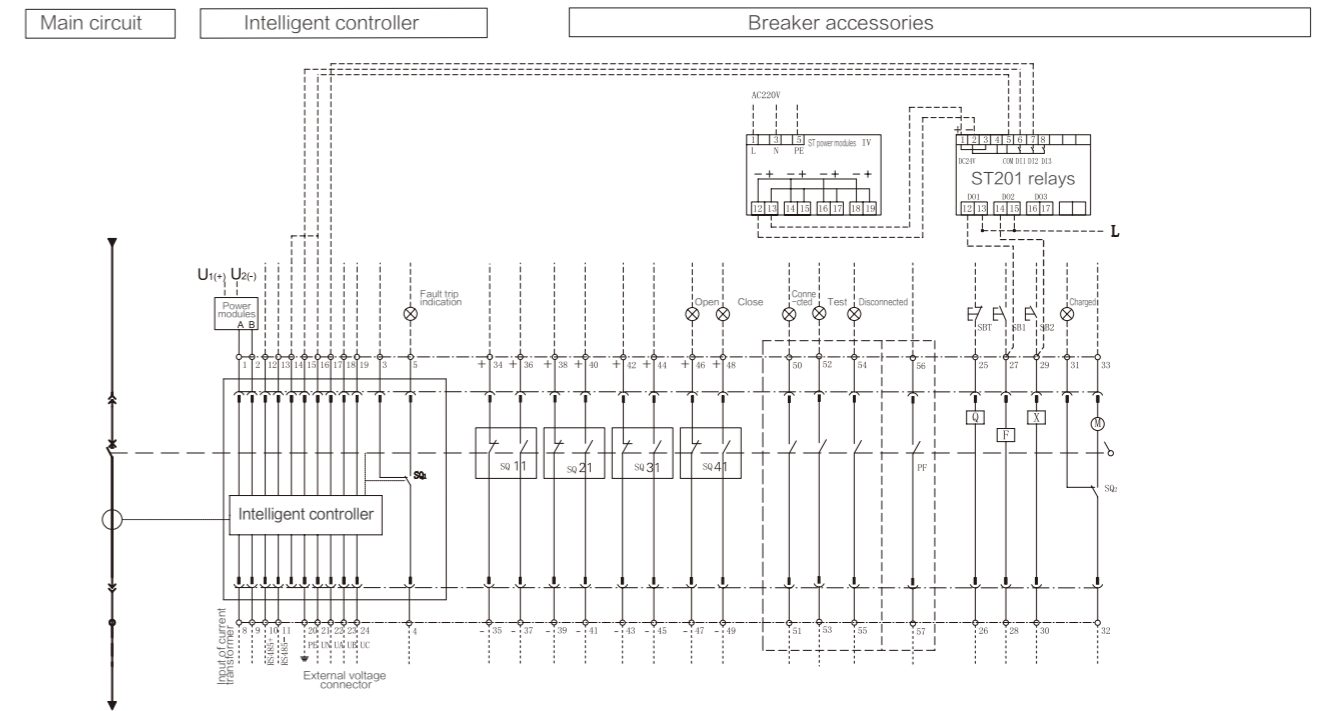 Main circuit
Intelligent controller
Breaker accessories
AC220V
1 3 5 ST power modules IV
L N PE
- + - + - + - +
12 13 14 15 16 17 18 19
+ -
1 2 3 4 5 6 7 8
DC24V COM DI1 DI2 DI3
ST201 relays
DO1 DO2 DO3
12 13 14 15 16 17
L
U1(+) U2(-)
Power
modules
A B
Fault trip
indication
Open Close
Conne
-cted
Test
Disconnected
SBT SB1 SB2
Charged
1 2 12 13 14 15 16 17 18 19 3 5
+ 34 + 36 + 38 + 40 + 42 + 44 + 46 + 48
50 52 54 56 25 27 29 31 33
Q F X M
SQ1
SQ 11 SQ 21 SQ 31 SQ 41
PF
SQ2
Intelligent controller
8 9 10 11 20 21 22 23 24 4
- 35 - 37 - 39 - 41 - 43 - 45 - 47 - 49
51 53 55 57 26 28 30 32
Input of current
transformer
RS485+
RS485-
PE UN UA UB UC
External voltage
connector